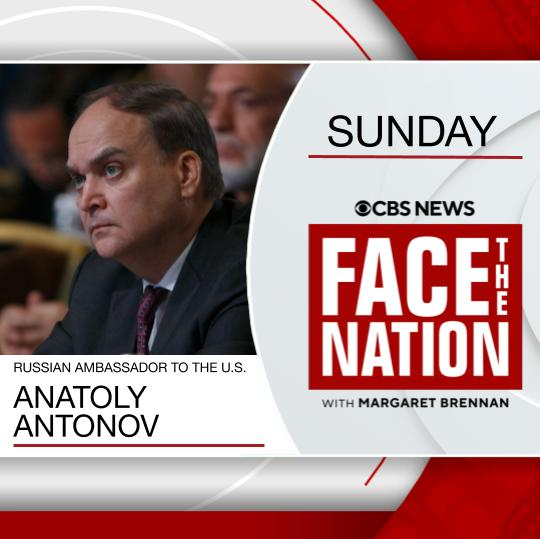 SUNDAY
CBS NEWS
FACE THE
NATION
WITH MARGARET BRENNAN
RUSSIAN AMBASSADOR TO THE U.S.
ANATOLY
ANTONOV